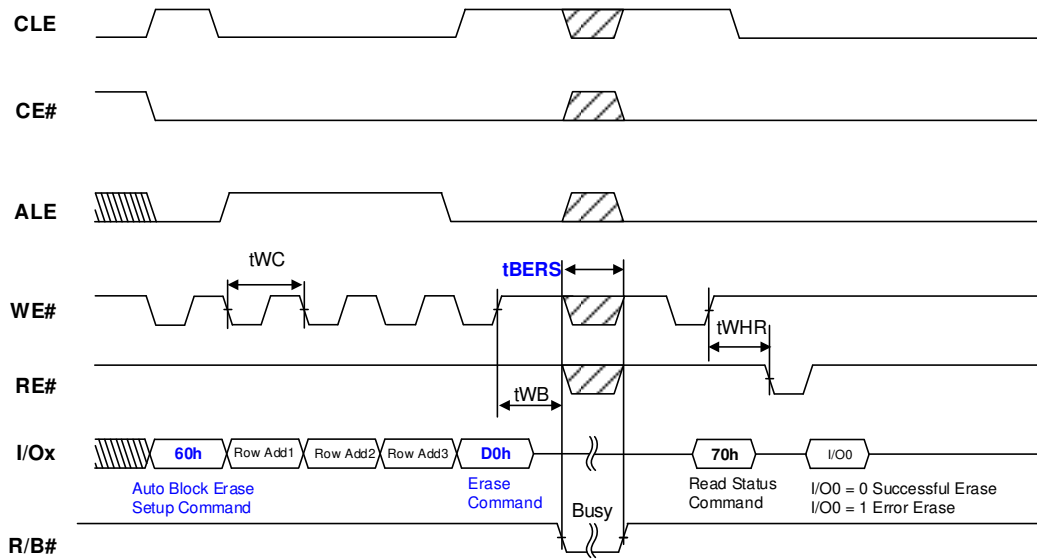 CLE
CE#
ALE
tWC
tBERS
WE#
tWHR
RE#
tWB
I/Ox
60h
Row Add1
Row Add2
Row Add3
D0h
70h
I/O0
Auto Block Erase
Setup Command
Erase
Command
Busy
Read Status
Command
I/O0 = 0 Successful Erase
I/O0 = 1 Error Erase
R/B#